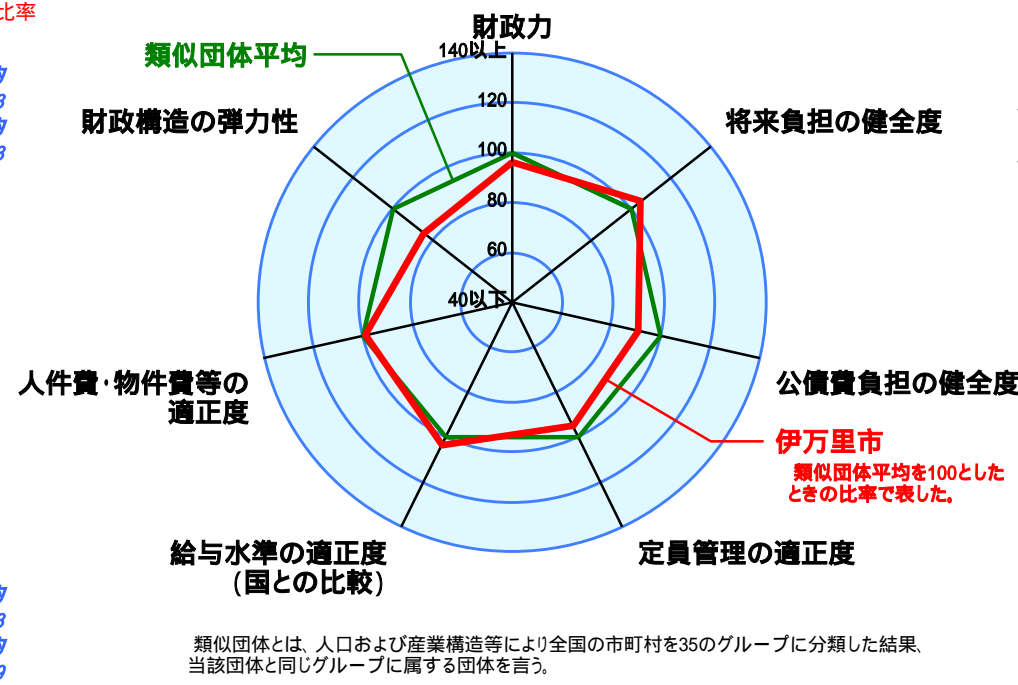 比率
財政力
140以上
類似団体平均
120
財政構造の弾力性
将来負担の健全度
100
80
60
40以下
人件費・物件費等の
適正度
公債費負担の健全度
伊万里市
類似団体平均を100とした
ときの比率で表した。
給与水準の適正度
(国との比較)
定員管理の適正度
類似団体とは、人口および産業構造等により全国の市町村を35のグループに分類した結果、
当該団体と同じグループに属する団体を言う。